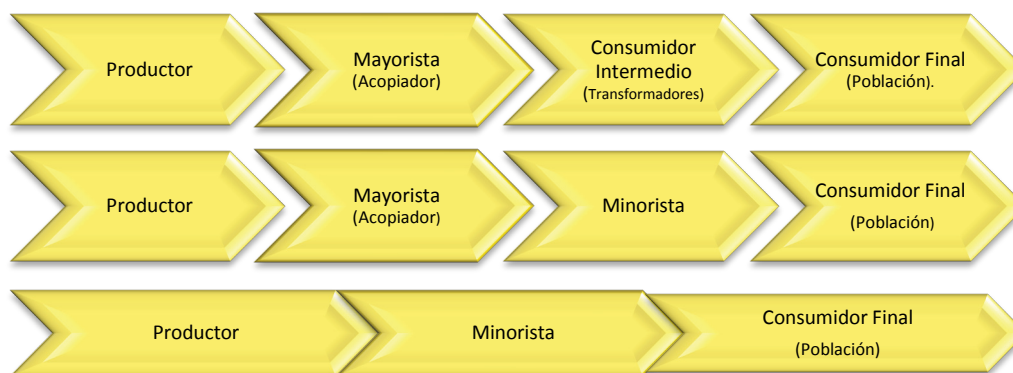 Productor
Mayorista
(Acopiador)
Consumidor
Intermedio
(Transformadores)
Consumidor Final
(Población).
Productor
Mayorista
(Acopiador)
Minorista
Consumidor Final
(Población)
Productor
Minorista
Consumidor Final
(Población)